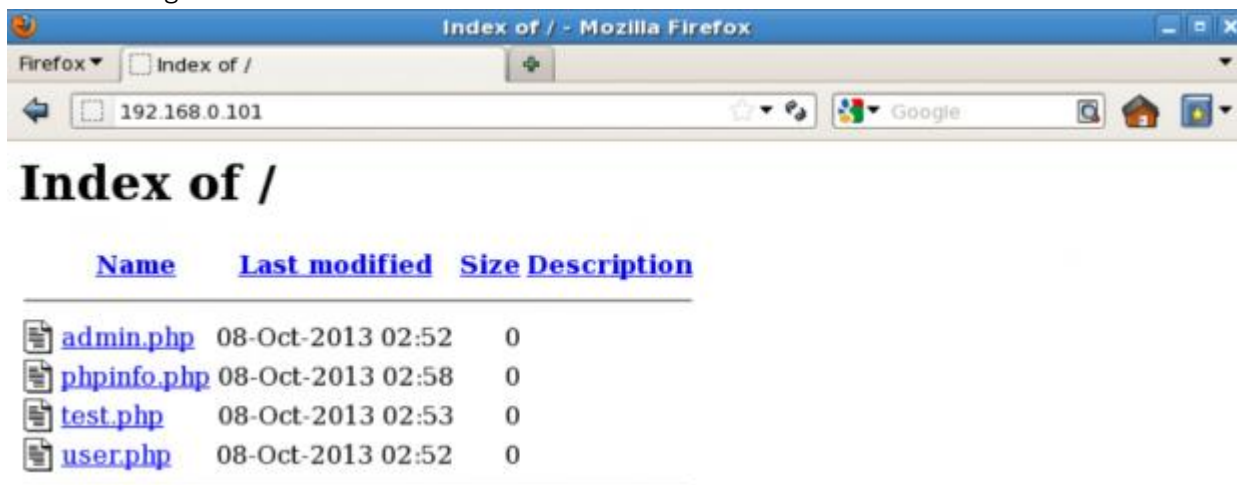 Index of / - Mozilla Firefox
Firefox Index of /
192.168.0.101 Google
Index of /
Name Last modified Size Description
admin.php 08-Oct-2013 02:52 0
phpinfo.php 08-Oct-2013 02:58 0
test.php 08-Oct-2013 02:53 0
user.php 08-Oct-2013 02:52 0